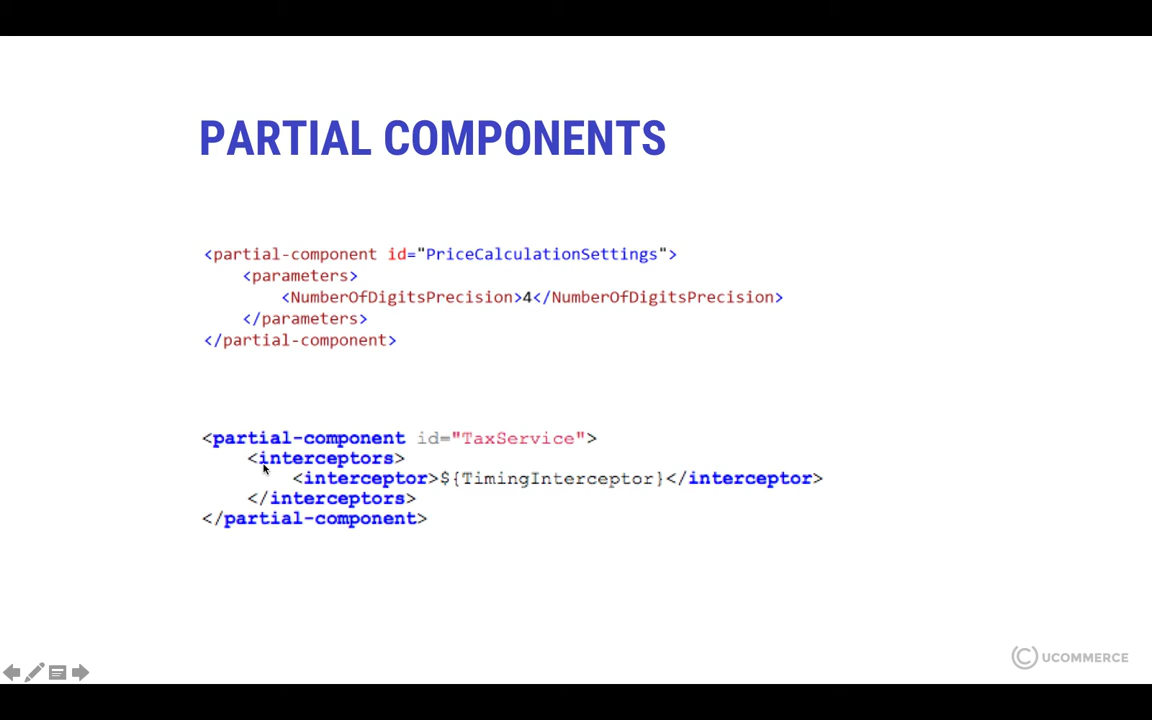 PARTIAL COMPONENTS
<partial-component id="PriceCalculationSettings">
<parameters>
<NumberOfDigitsPrecision>4</NumberOfDigitsPrecision>
</parameters>
</partial-component>
<partial-component id="TaxService">
<interceptors>
<interceptor>${TimingInterceptor}</interceptor>
</interceptors>
</partial-component>
UCOMMERCE